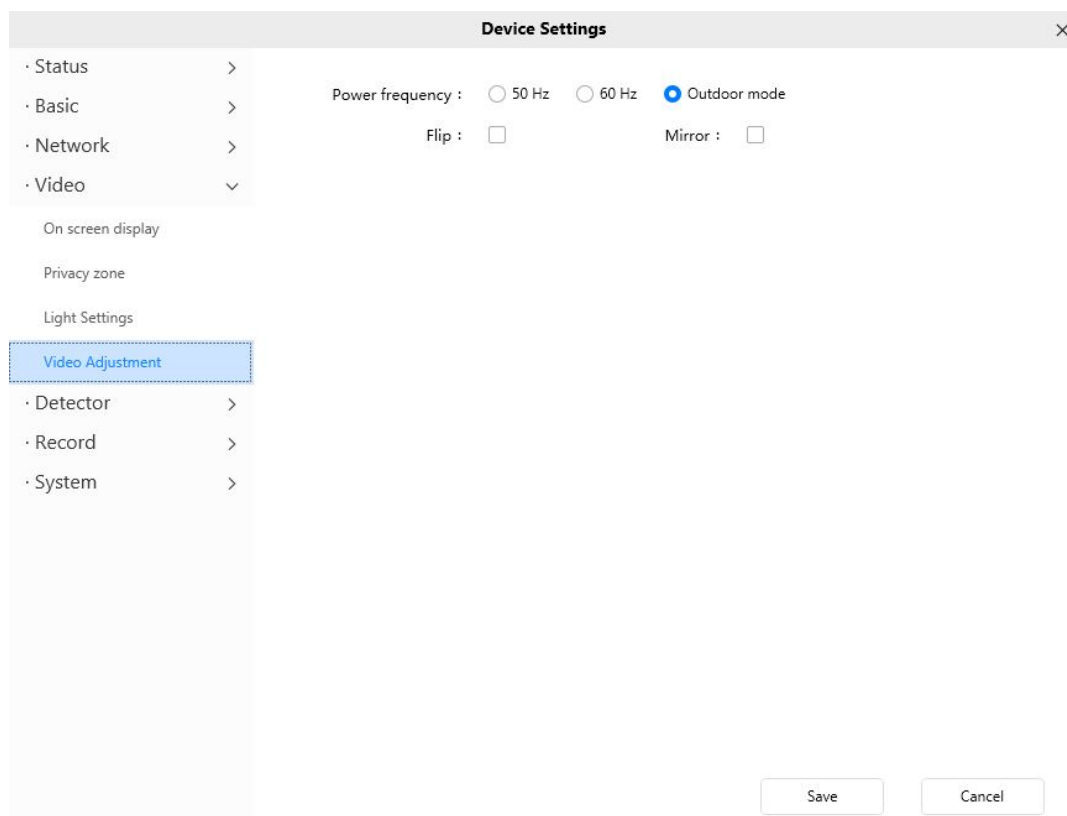 Device Settings
· Status
· Basic
· Network
· Video
On screen display
Privacy zone
Light Settings
Video Adjustment
· Detector
· Record
· System
Power frequency : 50 Hz 60 Hz Outdoor mode
Flip : Mirror :
Save Cancel